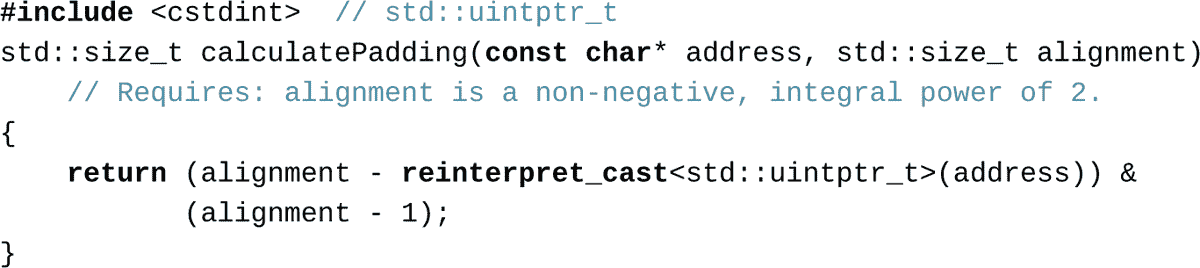 #include <cstdint>  // std::uintptr_t
std::size_t calculatePadding(const char* address, std::size_t alignment)
    // Requires: alignment is a non-negative, integral power of 2.
{
    return (alignment - reinterpret_cast<std::uintptr_t>(address)) &
           (alignment - 1);
}